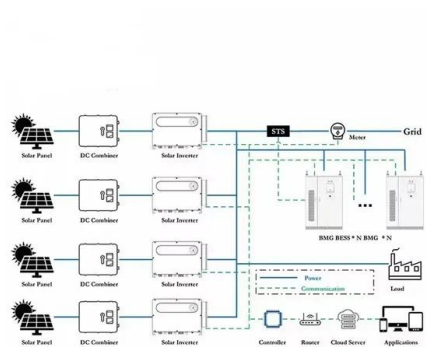 STS
Meter
Grid
Solar Panel
DC Combiner
Solar Inverter
Solar Panel
DC Combiner
Solar Inverter
BMG BESS * N BMG * N
Solar Panel
DC Combiner
Solar Inverter
Power
Communication
Load
Solar Panel
DC Combiner
Solar Inverter
Controller
Router
Cloud Server
Applications